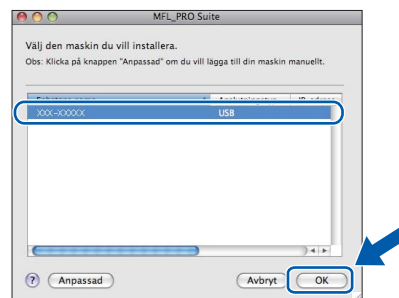 MFL_PRO Suite
Välj den maskin du vill installera.
Obs: Klicka på knappen "Anpassad" om du vill lägga till din maskin manuellt.
XXX-XXXXX USB
? Anpassad Avbryt OK